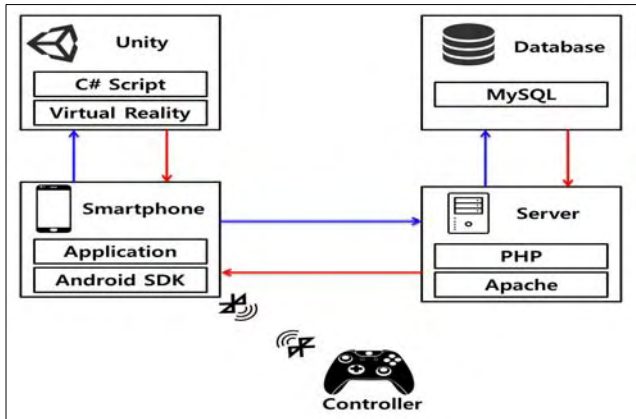 Unity
C# Script
Virtual Reality
Database
MySQL
Smartphone
Application
Android SDK
Server
PHP
Apache
Controller